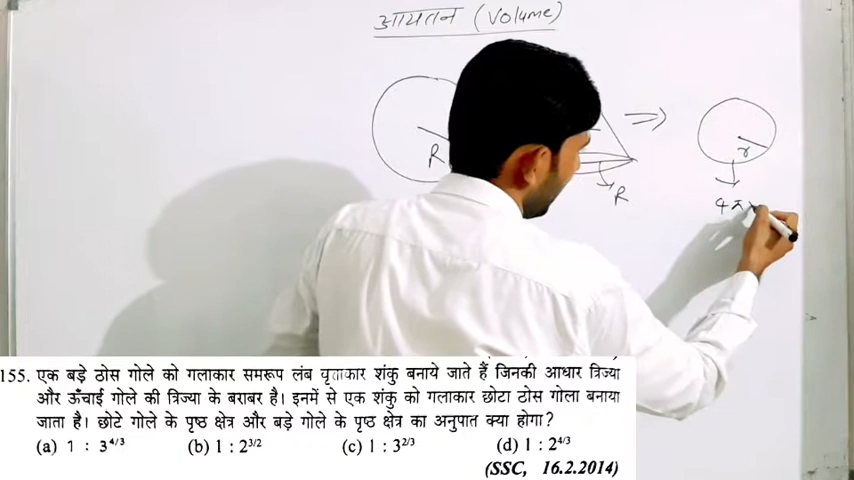 आयतन (Volume)
R
R
⇒
r
4π
155. एक बड़े ठोस गोले को गलाकार समरूप लंब वृताकार शंकु बनाये जाते हैं जिनकी आधार त्रिज्या
और ऊँचाई गोले की त्रिज्या के बराबर है। इनमें से एक शंकु को गलाकार छोटा ठोस गोला बनाया
जाता है। छोटे गोले के पृष्ठ क्षेत्र और बड़े गोले के पृष्ठ क्षेत्र का अनुपात क्या होगा?
(a) 1 : 3^{4/3} (b) 1 : 2^{3/2} (c) 1 : 3^{2/3} (d) 1 : 2^{4/3}
(SSC, 16.2.2014)